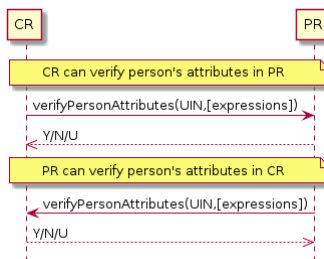 CR
PR
CR can verify person's attributes in PR
verifyPersonAttributes(UIN,[expressions])
Y/N/U
PR can verify person's attributes in CR
verifyPersonAttributes(UIN,[expressions])
Y/N/U